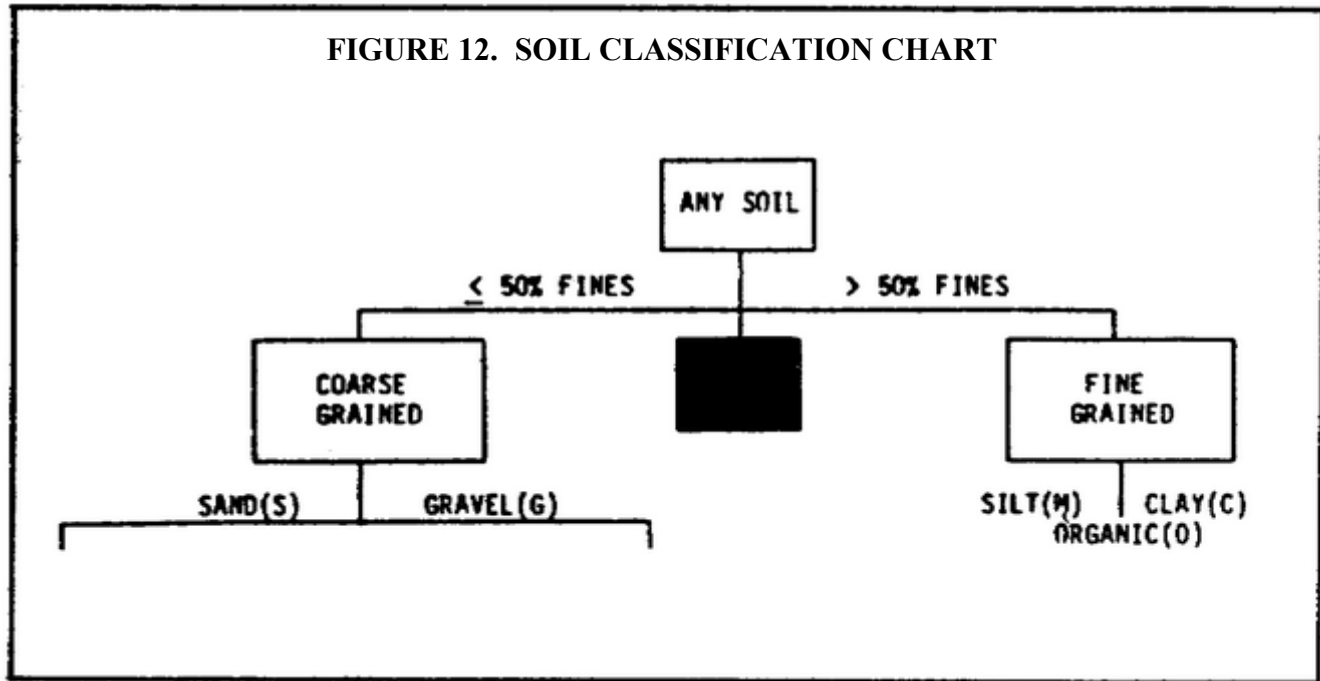 FIGURE 12. SOIL CLASSIFICATION CHART
ANY SOIL
≤ 50% FINES
> 50% FINES
COARSE
GRAINED
FINE
GRAINED
SAND(S)
GRAVEL(G)
SILT(M)
CLAY(C)
ORGANIC(O)